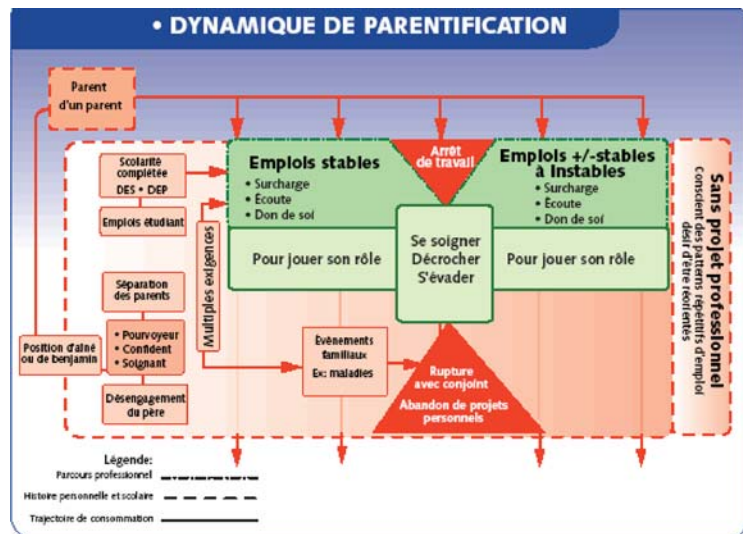 • DYNAMIQUE DE PARENTIFICATION
Parent
d'un parent
Scolarité
complétée
DES • DEP
Emplois étudiant
Séparation
des parents
Position d'aîné
ou de benjamin
• Pourvoyeur
• Confident
• Soignant
Désengagement
du père
Multiples exigences
Emplois stables
• Surcharge
• Écoute
• Don de soi
Pour jouer son rôle
Arrêt
de travail
Se soigner
Décrocher
S'évader
Emplois +/-stables
à Instables
• Surcharge
• Écoute
• Don de soi
Pour jouer son rôle
Évènements
familiaux
Ex: maladies
Rupture
avec conjoint
Abandon de projets
personnels
Sans projet professionnel
Conscient des patterns répétitifs d'emploi
désir d'être réorientés
Légende:
Parcours professionnel
Histoire personnelle et scolaire
Trajectoire de consommation